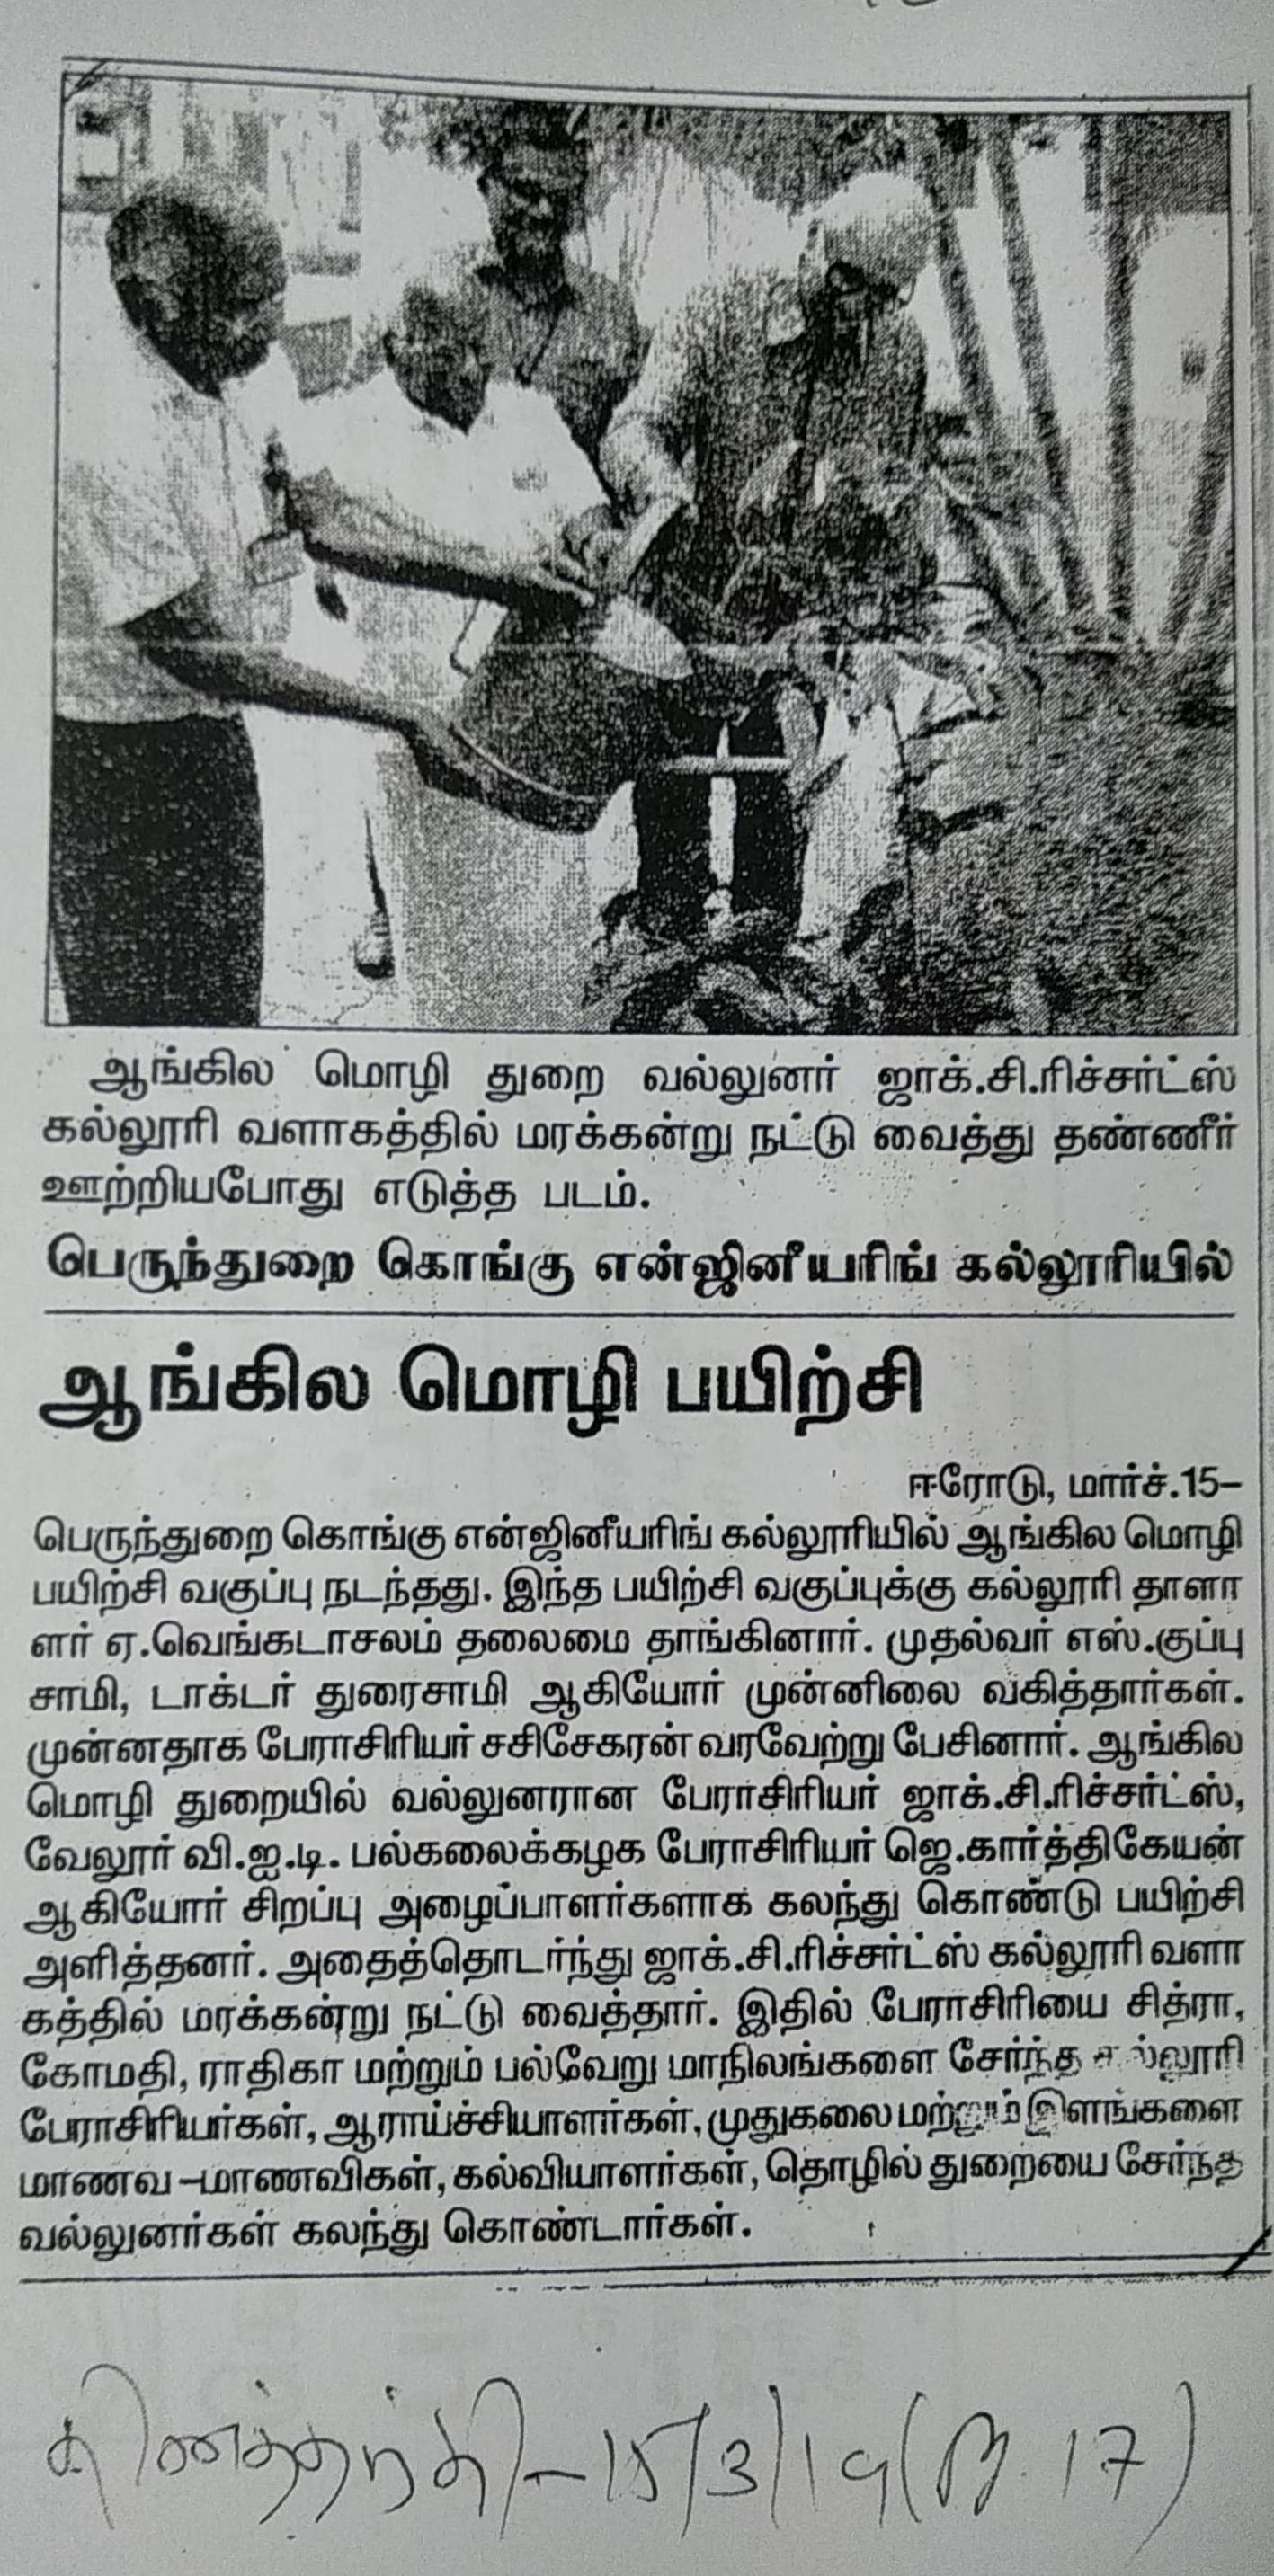 ஆங்கில மொழி துறை வல்லுனர் ஜாக்.சி.ரிச்சர்ட்ஸ்
கல்லூரி வளாகத்தில் மரக்கன்று நட்டு வைத்து தண்ணீர்
ஊற்றியபோது எடுத்த படம்.
பெருந்துறை கொங்கு என்ஜினீயரிங் கல்லூரியில்
ஆங்கில மொழி பயிற்சி
ஈரோடு, மார்ச்.15–
பெருந்துறை கொங்கு என்ஜினீயரிங் கல்லூரியில் ஆங்கில மொழி
பயிற்சி வகுப்பு நடந்தது. இந்த பயிற்சி வகுப்புக்கு கல்லூரி தாளா
ளர் ஏ.வெங்கடாசலம் தலைமை தாங்கினார். முதல்வர் எஸ்.குப்பு
சாமி, டாக்டர் துரைசாமி ஆகியோர் முன்னிலை வகித்தார்கள்.
முன்னதாக பேராசிரியர் சசிசேகரன் வரவேற்று பேசினார். ஆங்கில
மொழி துறையில் வல்லுனரான பேராசிரியர் ஜாக்.சி.ரிச்சர்ட்ஸ்,
வேலூர் வி.ஐ.டி. பல்கலைக்கழக பேராசிரியர் ஜெ.கார்த்திகேயன்
ஆகியோர் சிறப்பு அழைப்பாளர்களாக கலந்து கொண்டு பயிற்சி
அளித்தனர். அதைத்தொடர்ந்து ஜாக்.சி.ரிச்சர்ட்ஸ் கல்லூரி வளா
கத்தில் மரக்கன்று நட்டு வைத்தார். இதில் பேராசிரியை சித்ரா,
கோமதி, ராதிகா மற்றும் பல்வேறு மாநிலங்களை சேர்ந்த கல்லூரி
பேராசிரியர்கள், ஆராய்ச்சியாளர்கள், முதுகலை மற்றும் இளங்களை
மாணவ –மாணவிகள், கல்வியாளர்கள், தொழில் துறையை சேர்ந்த
வல்லுனர்கள் கலந்து கொண்டார்கள்.
தினத்தந்தி – 15/3/19 (ப. 17)